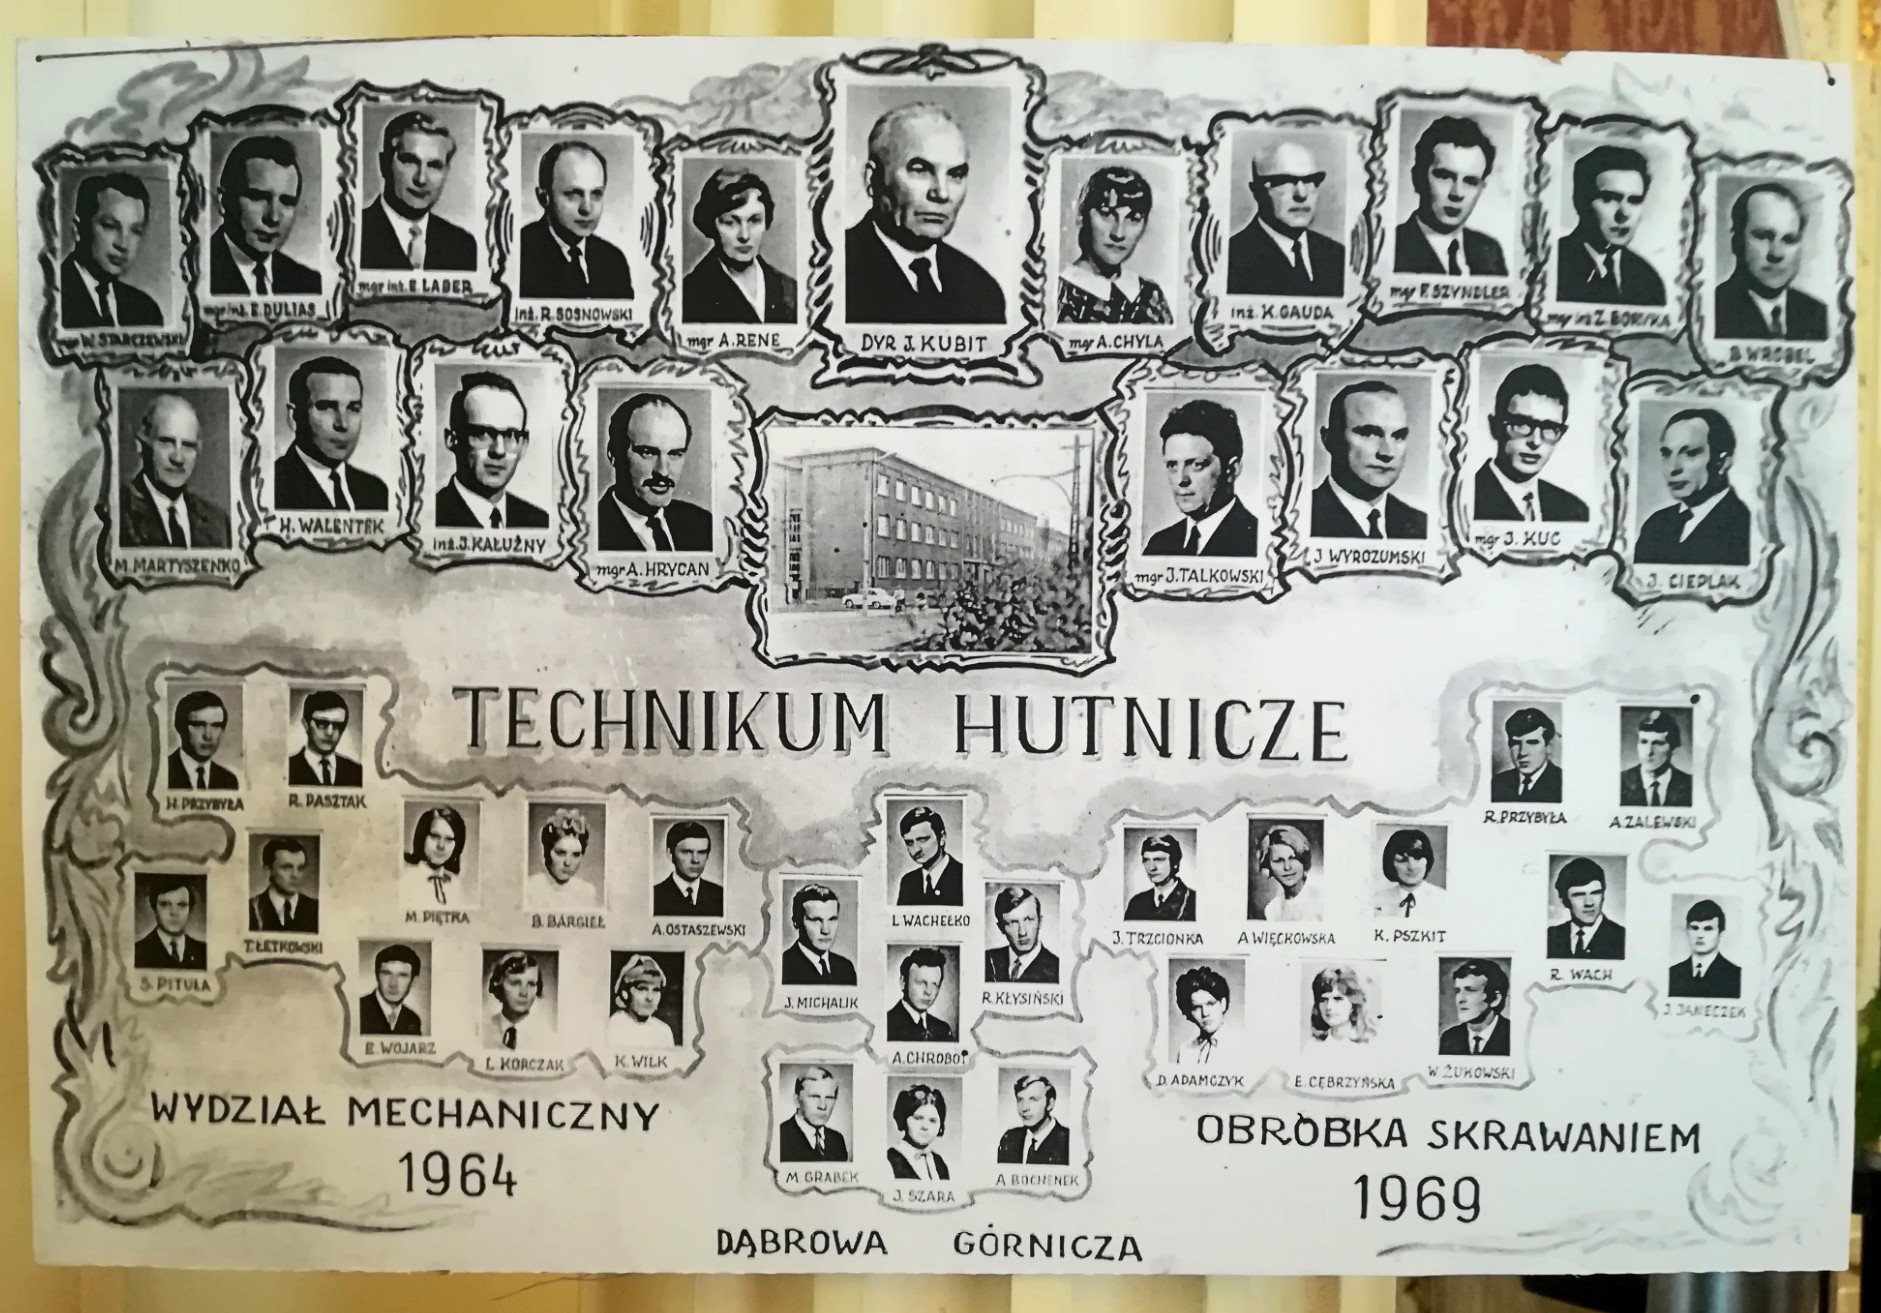 mgr W. STARCZEWSKI
mgr inż. E. DULIAS
mgr inż. E. LABER
inż. R. SOSNOWSKI
mgr A. RENE
DYR J. KUBIT
mgr A. CHYLA
inż. K. GAUDA
mgr F. SZYNDLER
mgr inż Z.
B WRÓBEL
M. MARTYSZENKO
H. WALENTEK
inż. J. KAŁUŻNY
mgr A. HRYCAN
mgr J. TALKOWSKI
J WYROZUMSKI
mgr J. KUC
J. CIEPLAK
TECHNIKUM HUTNICZE
H. PRZYBYŁA
R. PASZTAK
R. PRZYBYŁA
A ZALEWSKI
S. PITUŁA
T. ŁETKOWSKI
M. PIĘTKA
B. BARGIEŁ
A. OSTASZEWSKI
L WACHEŁKO
J. TRZCIONKA
A WIĘCKOWSKA
K. PSZKIT
R. WACH
J. JANECZEK
E. WOJARZ
L KORCZAK
K. WILK
J. MICHALIK
A. CHROBOT
R. KŁYSIŃSKI
D. ADAMCZYK
E. CĘBRZYŃSKA
W. ŻUKOWSKI
M GRABEK
J. SZARA
A BOCHENEK
WYDZIAŁ MECHANICZNY
1964
OBRÓBKA SKRAWANIEM
1969
DĄBROWA GÓRNICZA